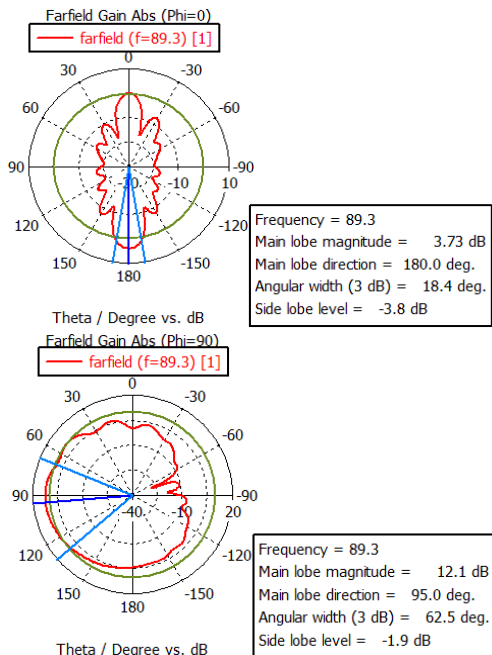 Farfield Gain Abs (Phi=0)
farfield (f=89.3) [1]
0
30 -30
60 -60
90 -10 -10 10 -90
120 -120
150 -150
180
Theta / Degree vs. dB
Frequency = 89.3
Main lobe magnitude = 3.73 dB
Main lobe direction = 180.0 deg.
Angular width (3 dB) = 18.4 deg.
Side lobe level = -3.8 dB
Farfield Gain Abs (Phi=90)
farfield (f=89.3) [1]
0
30 -30
60 -60
90 -40 -10 20 -90
120 -120
150 -150
180
Theta / Degree vs. dB
Frequency = 89.3
Main lobe magnitude = 12.1 dB
Main lobe direction = 95.0 deg.
Angular width (3 dB) = 62.5 deg.
Side lobe level = -1.9 dB